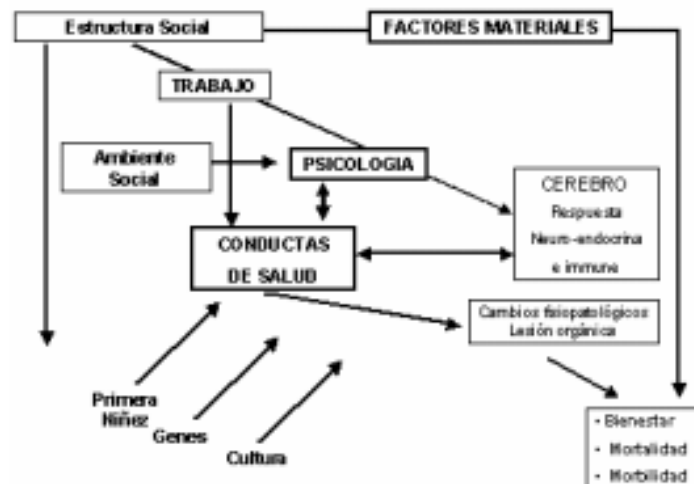 Estructura Social
FACTORES MATERIALES
TRABAJO
Ambiente
Social
PSICOLOGIA
CEREBRO
Respuesta
Neuro-endocrina
e immune
CONDUCTAS
DE SALUD
Cambios fisiopatológicos
Lesión orgánica
Primera
Niñez
Genes
Cultura
• Bienestar
• Mortalidad
• Morbilidad